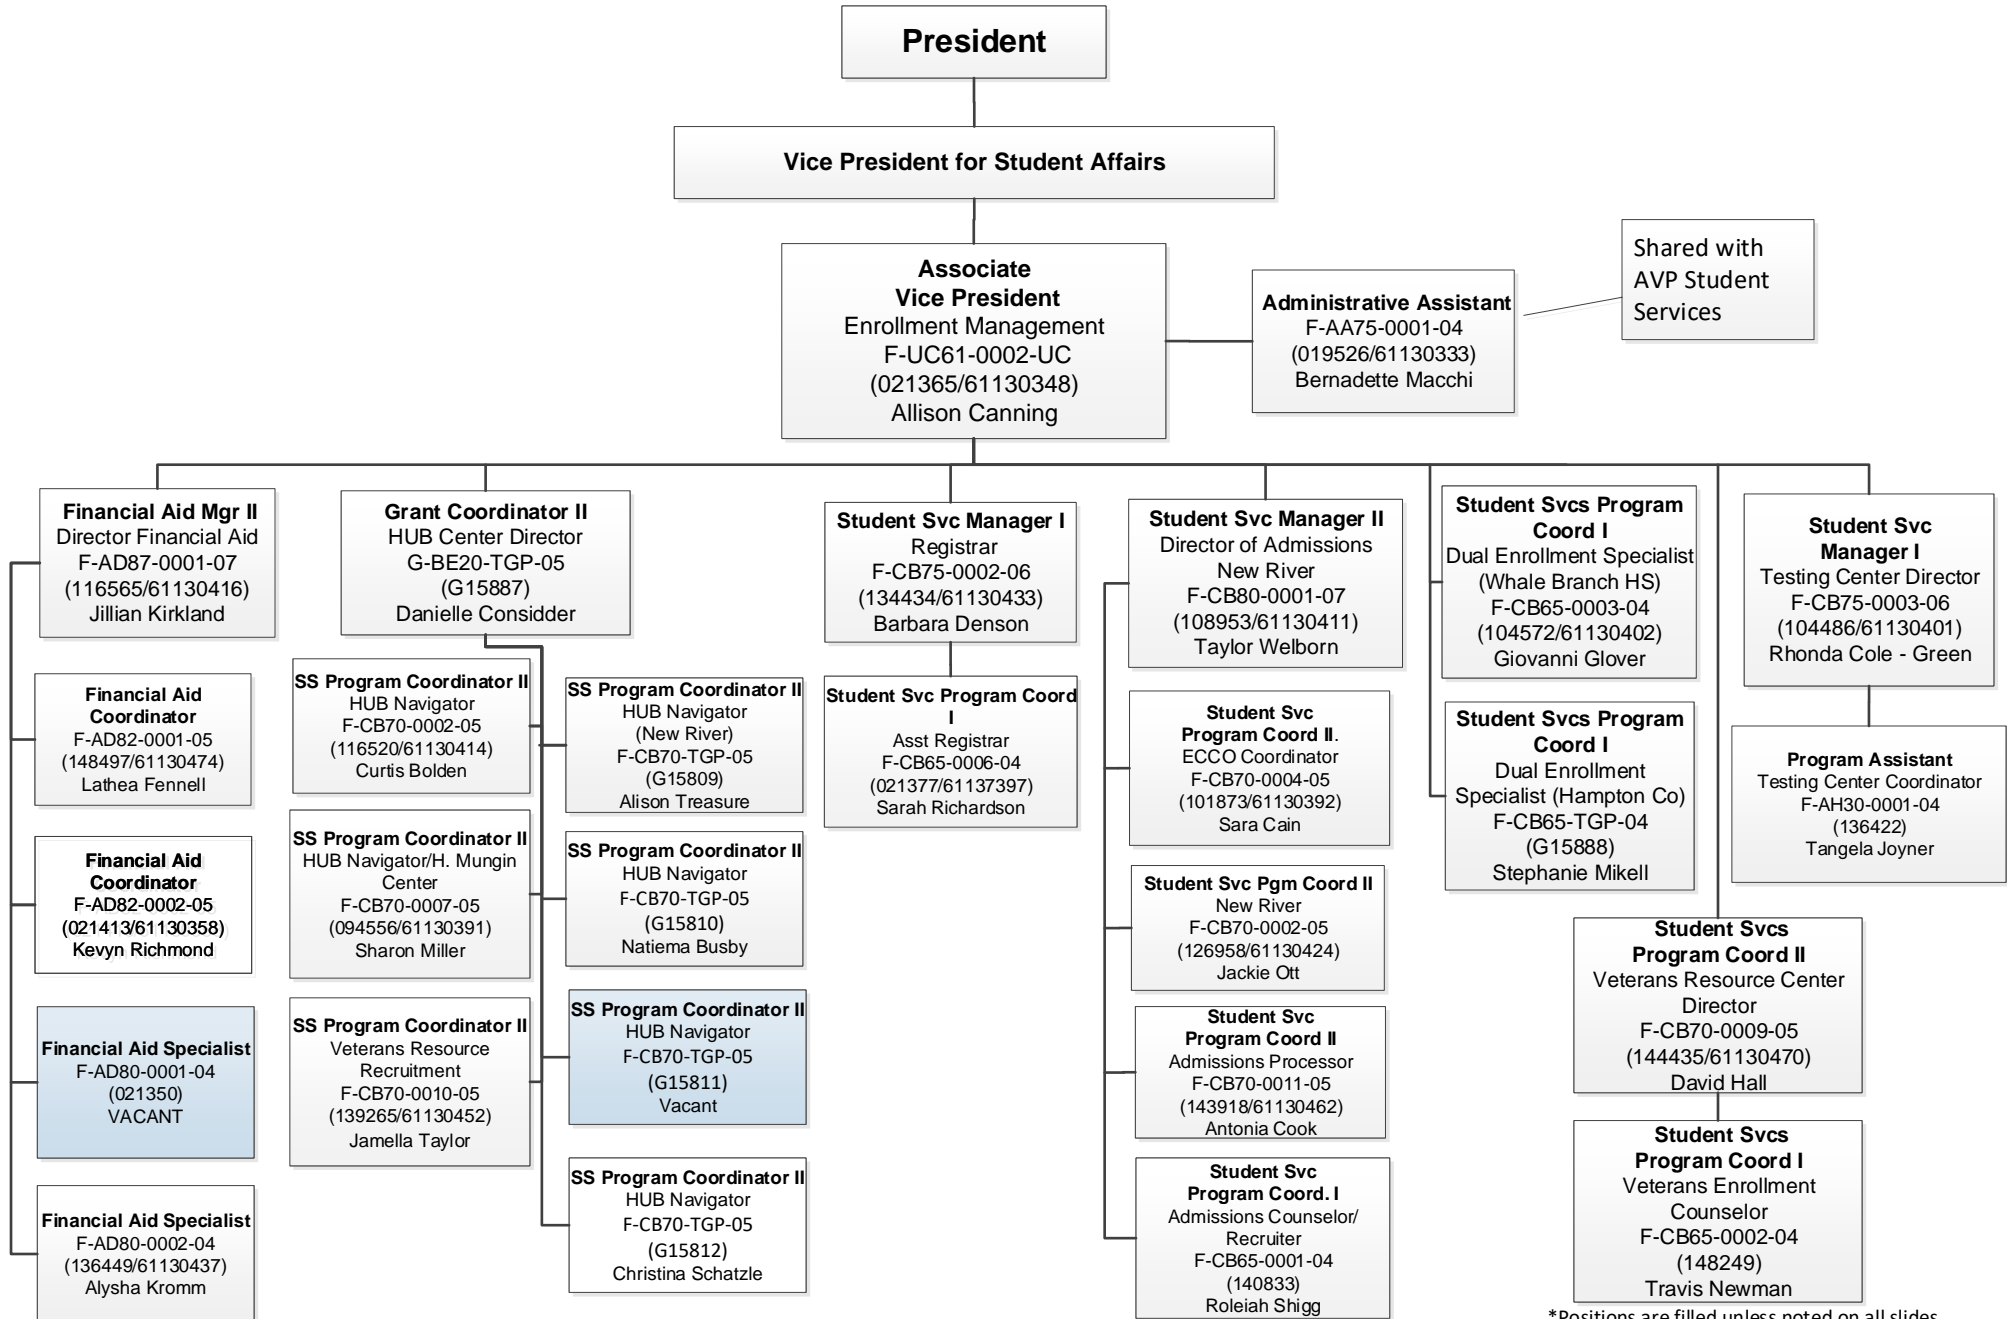 President
Vice President for Student Affairs
Associate
Vice President
Enrollment Management
F-UC61-0002-UC
(021365/61130348)
Allison Canning
Administrative Assistant
F-AA75-0001-04
(019526/61130333)
Bernadette Macchi
Shared with
AVP Student
Services
Financial Aid Mgr II
Director Financial Aid
F-AD87-0001-07
(116565/61130416)
Jillian Kirkland
Financial Aid
Coordinator
F-AD82-0001-05
(148497/61130474)
Lathea Fennell
Financial Aid
Coordinator
F-AD82-0002-05
(021413/61130358)
Kevyn Richmond
Financial Aid Specialist
F-AD80-0001-04
(021350)
VACANT
Financial Aid Specialist
F-AD80-0002-04
(136449/61130437)
Alysha Kromm
Grant Coordinator II
HUB Center Director
G-BE20-TGP-05
(G15887)
Danielle Considder
SS Program Coordinator II
HUB Navigator
F-CB70-0002-05
(116520/61130414)
Curtis Bolden
SS Program Coordinator II
HUB Navigator/H. Mungin
Center
F-CB70-0007-05
(094556/61130391)
Sharon Miller
SS Program Coordinator II
Veterans Resource
Recruitment
F-CB70-0010-05
(139265/61130452)
Jamella Taylor
SS Program Coordinator II
HUB Navigator
(New River)
F-CB70-TGP-05
(G15809)
Alison Treasure
SS Program Coordinator II
HUB Navigator
F-CB70-TGP-05
(G15810)
Natiema Busby
SS Program Coordinator II
HUB Navigator
F-CB70-TGP-05
(G15811)
Vacant
SS Program Coordinator II
HUB Navigator
F-CB70-TGP-05
(G15812)
Christina Schatzle
Student Svc Manager I
Registrar
F-CB75-0002-06
(134434/61130433)
Barbara Denson
Student Svc Program Coord
I
Asst Registrar
F-CB65-0006-04
(021377/61137397)
Sarah Richardson
Student Svc Manager II
Director of Admissions
New River
F-CB80-0001-07
(108953/61130411)
Taylor Welborn
Student Svc
Program Coord II.
ECCO Coordinator
F-CB70-0004-05
(101873/61130392)
Sara Cain
Student Svc Pgm Coord II
New River
F-CB70-0002-05
(126958/61130424)
Jackie Ott
Student Svc
Program Coord II
Admissions Processor
F-CB70-0011-05
(143918/61130462)
Antonia Cook
Student Svc
Program Coord. I
Admissions Counselor/
Recruiter
F-CB65-0001-04
(140833)
Roleiah Shigg
Student Svcs Program
Coord I
Dual Enrollment Specialist
(Whale Branch HS)
F-CB65-0003-04
(104572/61130402)
Giovanni Glover
Student Svcs Program
Coord I
Dual Enrollment
Specialist (Hampton Co)
F-CB65-TGP-04
(G15888)
Stephanie Mikell
Student Svcs
Program Coord II
Veterans Resource Center
Director
F-CB70-0009-05
(144435/61130470)
David Hall
Student Svcs
Program Coord I
Veterans Enrollment
Counselor
F-CB65-0002-04
(148249)
Travis Newman
Student Svc
Manager I
Testing Center Director
F-CB75-0003-06
(104486/61130401)
Rhonda Cole - Green
Program Assistant
Testing Center Coordinator
F-AH30-0001-04
(136422)
Tangela Joyner
*Positions are filled unless noted on all slides